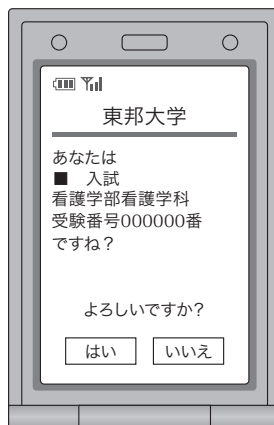 東邦大学
あなたは
■　入試
看護学部看護学科
受験番号000000番
ですね？
よろしいですか？
はい　いいえ